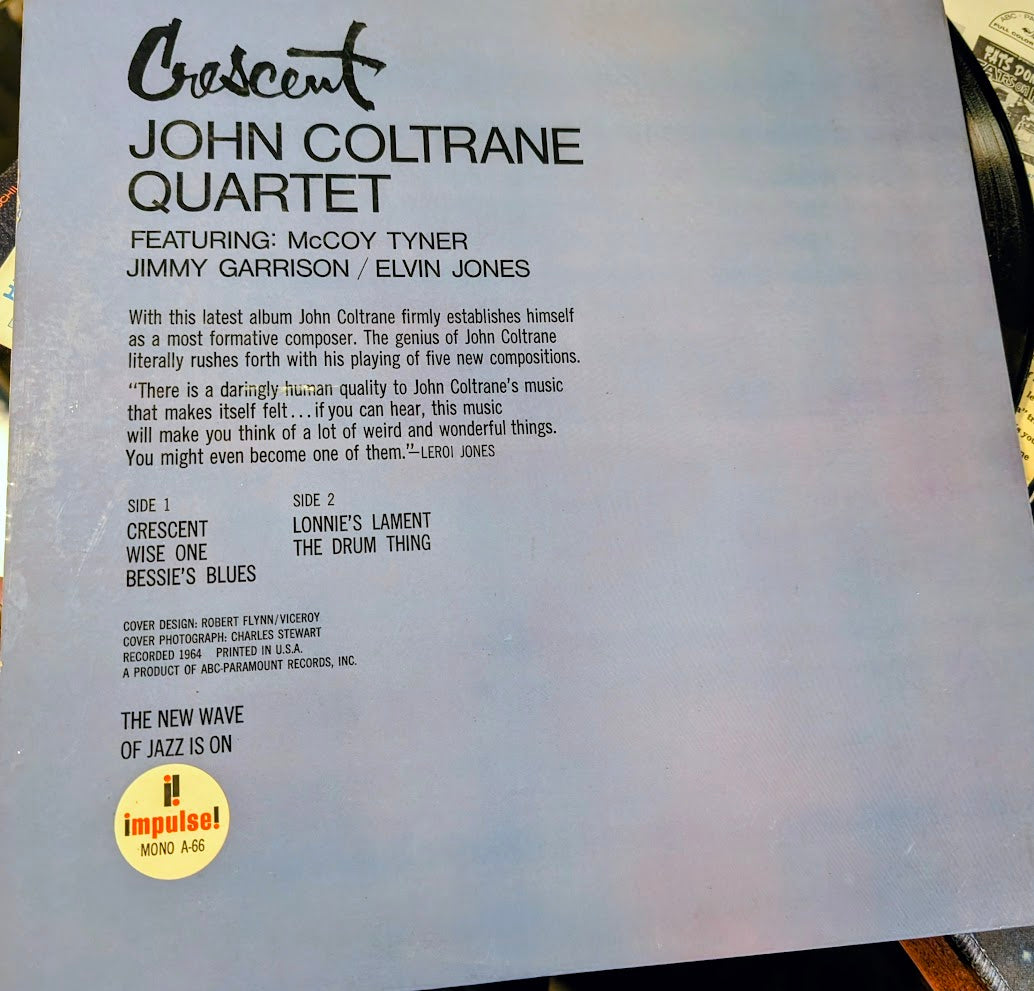 Crescent
JOHN COLTRANE
QUARTET
FEATURING: McCOY TYNER
JIMMY GARRISON / ELVIN JONES
With this latest album John Coltrane firmly establishes himself
as a most formative composer. The genius of John Coltrane
literally rushes forth with his playing of five new compositions.
“There is a daringly human quality to John Coltrane’s music
that makes itself felt...if you can hear, this music
will make you think of a lot of weird and wonderful things.
You might even become one of them.”—LEROI JONES
SIDE 1
CRESCENT
WISE ONE
BESSIE’S BLUES
SIDE 2
LONNIE’S LAMENT
THE DRUM THING
COVER DESIGN: ROBERT FLYNN/VICEROY
COVER PHOTOGRAPH: CHARLES STEWART
RECORDED 1964 PRINTED IN U.S.A.
A PRODUCT OF ABC-PARAMOUNT RECORDS, INC.
THE NEW WAVE
OF JAZZ IS ON
i!
impulse!
MONO A-66
ABC
FULL
FATS